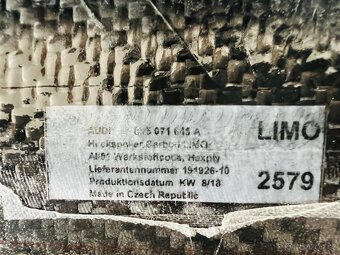 AUDI 8V5 071 645 A
LIMO
Heckspoiler Carbon LIMO
Werkstoffcode, Hexply
Lieferantennummer 191926-10
Produktionsdatum KW 8/18
2579
Made in Czech Republic